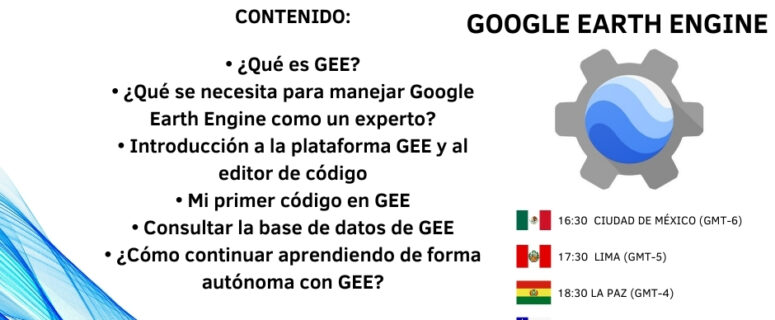 CONTENIDO:
• ¿Qué es GEE?
• ¿Qué se necesita para manejar Google
Earth Engine como un experto?
• Introducción a la plataforma GEE y al
editor de código
• Mi primer código en GEE
• Consultar la base de datos de GEE
• ¿Cómo continuar aprendiendo de forma
autónoma con GEE?
GOOGLE EARTH ENGINE
16:30 CIUDAD DE MÉXICO (GMT-6)
17:30 LIMA (GMT-5)
18:30 LA PAZ (GMT-4)